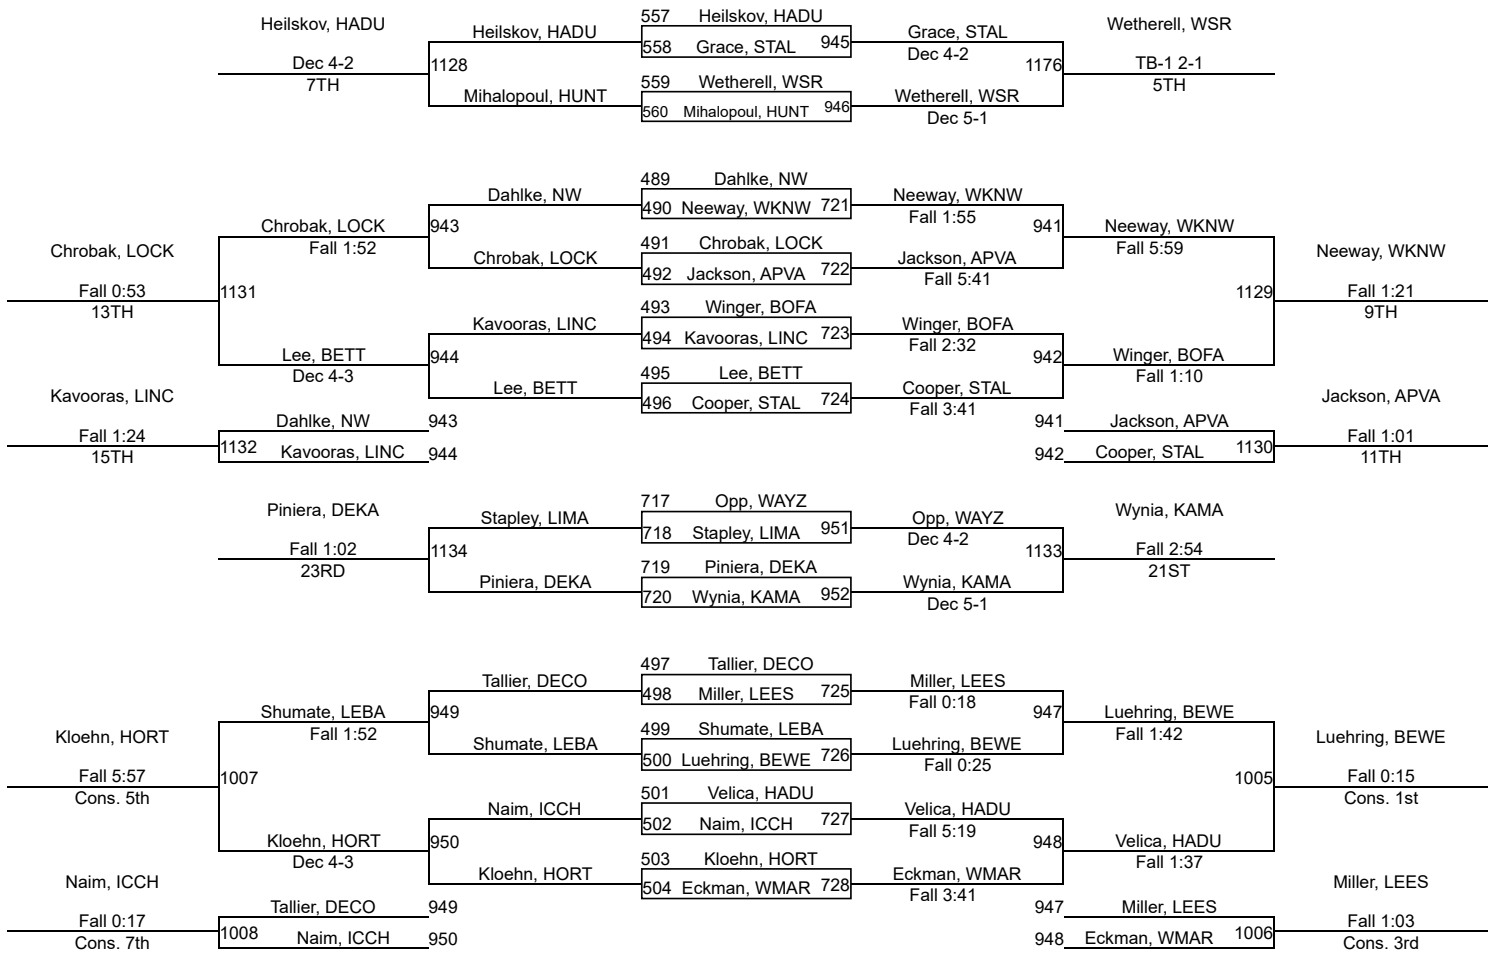 557 Heilskov, HADU
Heilskov, HADU
Wetherell, WSR
Heilskov, HADU
Grace, STAL
558 Grace, STAL 945
Dec 4-2
Dec 4-2
1128
1176
TB-1 2-1
7TH
5TH
559 Wetherell, WSR
Mihalopoul, HUNT
Wetherell, WSR
560 Mihalopoul, HUNT 946
Dec 5-1
489 Dahlke, NW
Dahlke, NW
Neeway, WKNW
490 Neeway, WKNW 721
Fall 1:55
Chrobak, LOCK
943
941
Neeway, WKNW
491 Chrobak, LOCK
Fall 1:52
Fall 5:59
Chrobak, LOCK
Neeway, WKNW
Chrobak, LOCK
Jackson, APVA
492 Jackson, APVA 722
Fall 5:41
Fall 0:53
1131
1129
Fall 1:21
13TH
9TH
493 Winger, BOFA
Kavooras, LINC
Winger, BOFA
494 Kavooras, LINC 723
Fall 2:32
Lee, BETT
944
942
Winger, BOFA
Dec 4-3
Fall 1:10
495 Lee, BETT
Lee, BETT
Cooper, STAL
496 Cooper, STAL 724
Fall 3:41
Kavooras, LINC
Jackson, APVA
Dahlke, NW 943
941 Jackson, APVA
Fall 1:24
Fall 1:01
1132 Kavooras, LINC 944
942 Cooper, STAL 1130
15TH
11TH
717 Opp, WAYZ
Piniera, DEKA
Wynia, KAMA
Stapley, LIMA
Opp, WAYZ
718 Stapley, LIMA 951
Dec 4-2
Fall 1:02
1134
1133
Fall 2:54
23RD
21ST
719 Piniera, DEKA
Piniera, DEKA
Wynia, KAMA
720 Wynia, KAMA 952
Dec 5-1
497 Tallier, DECO
Tallier, DECO
Miller, LEES
498 Miller, LEES 725
Fall 0:18
Shumate, LEBA
949
947
Luehring, BEWE
499 Shumate, LEBA
Fall 1:52
Fall 1:42
Kloehn, HORT
Luehring, BEWE
Shumate, LEBA
Luehring, BEWE
500 Luehring, BEWE 726
Fall 0:25
Fall 5:57
1007
1005
Fall 0:15
Cons. 5th
Cons. 1st
501 Velica, HADU
Naim, ICCH
Velica, HADU
502 Naim, ICCH 727
Fall 5:19
Kloehn, HORT
950
948
Velica, HADU
Dec 4-3
Fall 1:37
503 Kloehn, HORT
Kloehn, HORT
Eckman, WMAR
504 Eckman, WMAR 728
Fall 3:41
Naim, ICCH
Miller, LEES
Tallier, DECO 949
947 Miller, LEES
Fall 0:17
Fall 1:03
1008 Naim, ICCH 950
948 Eckman, WMAR 1006
Cons. 7th
Cons. 3rd